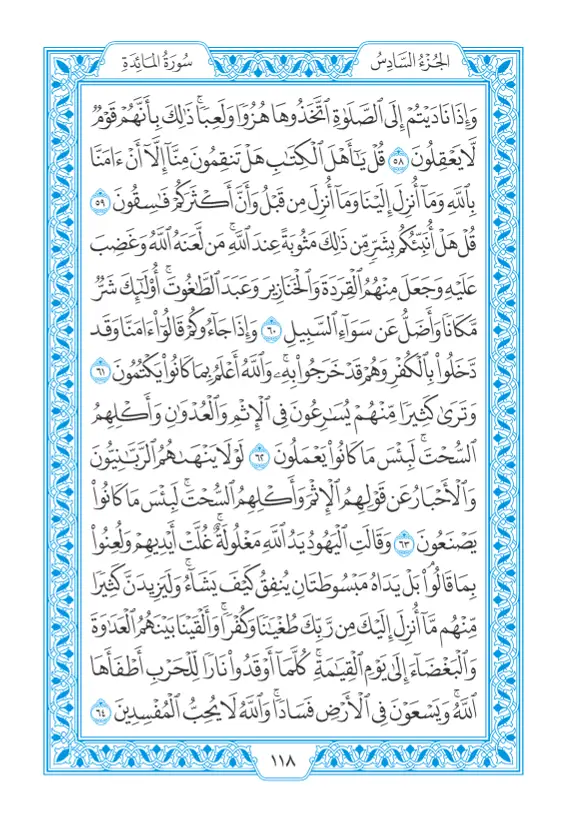 الجُزْءُ السَّادِسُ
سُورَةُ المَائِدَةِ
وَإِذَا نَادَيْتُمْ إِلَى ٱلصَّلَوٰةِ ٱتَّخَذُوهَا هُزُوًا وَلَعِبًا ۚ ذَٰلِكَ بِأَنَّهُمْ قَوْمٌ
لَّا يَعْقِلُونَ ٥٨ قُلْ يَٰٓأَهْلَ ٱلْكِتَٰبِ هَلْ تَنقِمُونَ مِنَّآ إِلَّآ أَنْ ءَامَنَّا
بِٱللَّهِ وَمَآ أُنزِلَ إِلَيْنَا وَمَآ أُنزِلَ مِن قَبْلُ وَأَنَّ أَكْثَرَكُمْ فَٰسِقُونَ ٥٩
قُلْ هَلْ أُنَبِّئُكُم بِشَرٍّ مِّن ذَٰلِكَ مَثُوبَةً عِندَ ٱللَّهِ ۚ مَن لَّعَنَهُ ٱللَّهُ وَغَضِبَ
عَلَيْهِ وَجَعَلَ مِنْهُمُ ٱلْقِرَدَةَ وَٱلْخَنَازِيرَ وَعَبَدَ ٱلطَّٰغُوتَ ۚ أُو۟لَٰٓئِكَ شَرٌّ
مَّكَانًا وَأَضَلُّ عَن سَوَآءِ ٱلسَّبِيلِ ٦٠ وَإِذَا جَآءُوكُمْ قَالُوٓا۟ ءَامَنَّا وَقَد
دَّخَلُوا۟ بِٱلْكُفْرِ وَهُمْ قَدْ خَرَجُوا۟ بِهِۦ ۚ وَٱللَّهُ أَعْلَمُ بِمَا كَانُوا۟ يَكْتُمُونَ ٦١
وَتَرَىٰ كَثِيرًا مِّنْهُمْ يُسَٰرِعُونَ فِى ٱلْإِثْمِ وَٱلْعُدْوَٰنِ وَأَكْلِهِمُ
ٱلسُّحْتَ ۚ لَبِئْسَ مَا كَانُوا۟ يَعْمَلُونَ ٦٢ لَوْلَا يَنْهَىٰهُمُ ٱلرَّبَّٰنِيُّونَ
وَٱلْأَحْبَارُ عَن قَوْلِهِمُ ٱلْإِثْمَ وَأَكْلِهِمُ ٱلسُّحْتَ ۚ لَبِئْسَ مَا كَانُوا۟
يَصْنَعُونَ ٦٣ وَقَالَتِ ٱلْيَهُودُ يَدُ ٱللَّهِ مَغْلُولَةٌ ۚ غُلَّتْ أَيْدِيهِمْ وَلُعِنُوا۟
بِمَا قَالُوا۟ ۘ بَلْ يَدَاهُ مَبْسُوطَتَانِ يُنفِقُ كَيْفَ يَشَآءُ ۚ وَلَيَزِيدَنَّ كَثِيرًا
مِّنْهُم مَّآ أُنزِلَ إِلَيْكَ مِن رَّبِّكَ طُغْيَٰنًا وَكُفْرًا ۚ وَأَلْقَيْنَا بَيْنَهُمُ ٱلْعَدَٰوَةَ
وَٱلْبَغْضَآءَ إِلَىٰ يَوْمِ ٱلْقِيَٰمَةِ ۚ كُلَّمَآ أَوْقَدُوا۟ نَارًا لِّلْحَرْبِ أَطْفَأَهَا
ٱللَّهُ ۚ وَيَسْعَوْنَ فِى ٱلْأَرْضِ فَسَادًا ۚ وَٱللَّهُ لَا يُحِبُّ ٱلْمُفْسِدِينَ ٦٤
١١٨